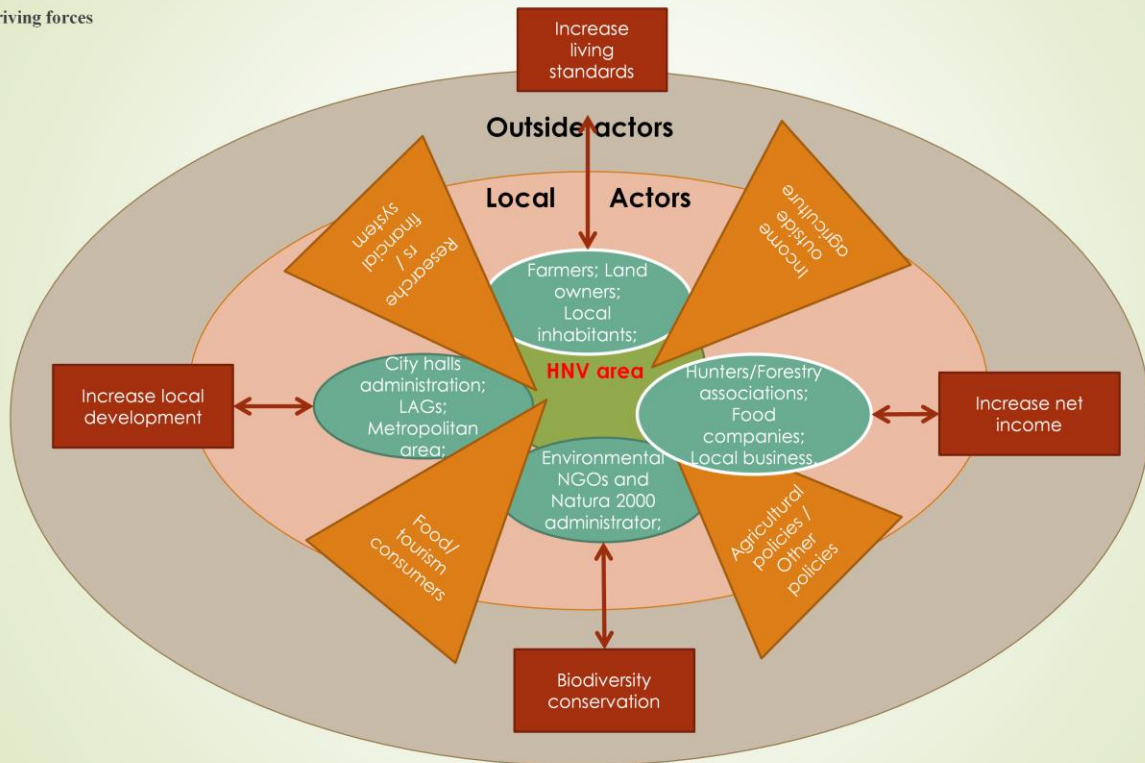 riving forces
Increase
living
standards
Outside actors
Local Actors
Researche
rs /
financial
system
Income
outside
agriculture
Farmers; Land
owners;
Local
inhabitants;
HNV area
City halls
administration;
LAGs;
Metropolitan
area;
Hunters/Forestry
associations;
Food
companies;
Local business.
Increase local
development
Increase net
income
Environmental
NGOs and
Natura 2000
administrator;
Food/
tourism
consumers
Agricultural
policies /
Other
policies
Biodiversity
conservation